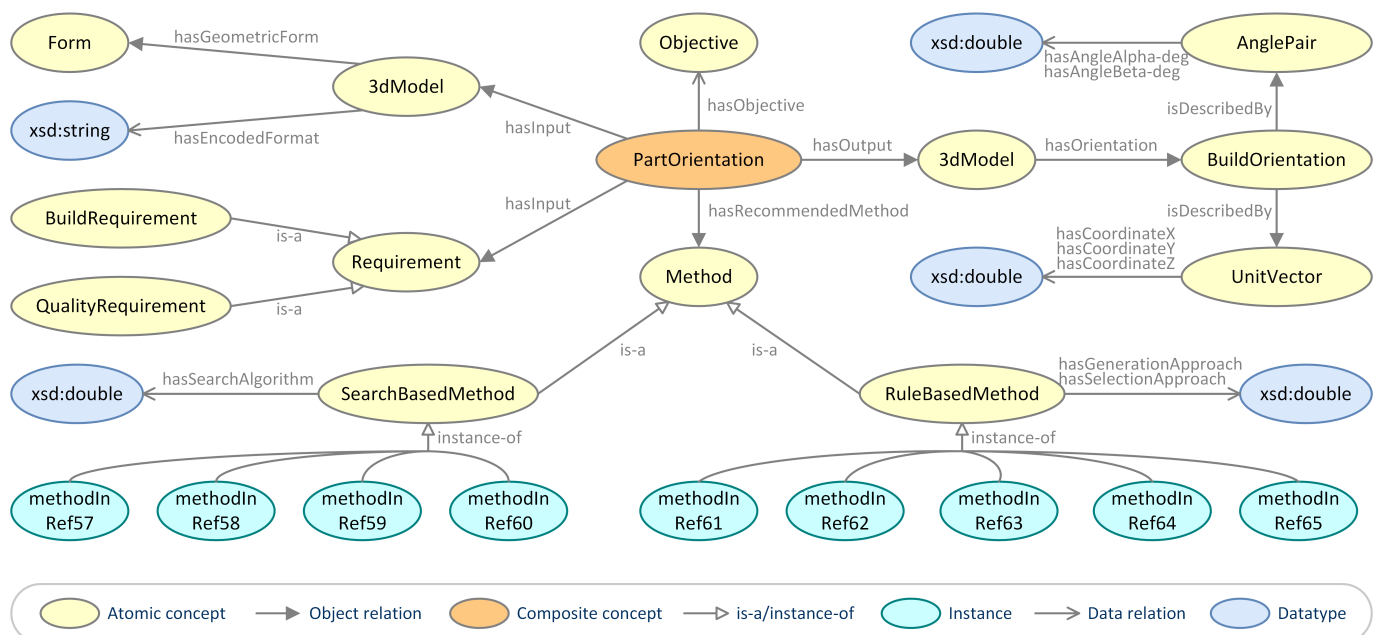 Form
hasGeometricForm
3dModel
xsd:string
hasEncodedFormat
Objective
hasObjective
hasInput
PartOrientation
hasInput
hasOutput
3dModel
hasOrientation
BuildOrientation
isDescribedBy
AnglePair
xsd:double
hasAngleAlpha-deg
hasAngleBeta-deg
isDescribedBy
UnitVector
hasCoordinateX
hasCoordinateY
hasCoordinateZ
xsd:double
hasRecommendedMethod
Method
BuildRequirement
is-a
Requirement
QualityRequirement
is-a
is-a
is-a
xsd:double
hasSearchAlgorithm
SearchBasedMethod
RuleBasedMethod
hasGenerationApproach
hasSelectionApproach
xsd:double
instance-of
instance-of
methodIn
Ref57
methodIn
Ref58
methodIn
Ref59
methodIn
Ref60
methodIn
Ref61
methodIn
Ref62
methodIn
Ref63
methodIn
Ref64
methodIn
Ref65
Atomic concept
Object relation
Composite concept
is-a/instance-of
Instance
Data relation
Datatype